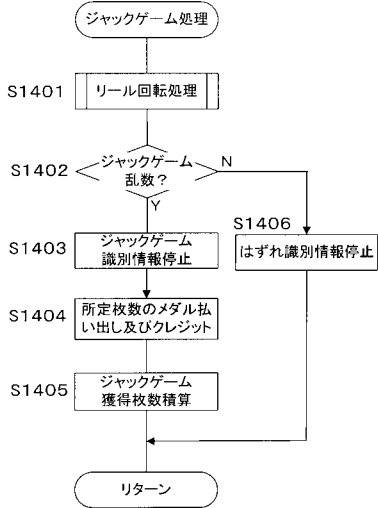 ジャックゲーム処理
S1401
リール回転処理
S1402
ジャックゲーム
乱数?
N
Y
S1403
ジャックゲーム
識別情報停止
S1406
はずれ識別情報停止
S1404
所定枚数のメダル払
い出し及びクレジット
S1405
ジャックゲーム
獲得枚数積算
リターン